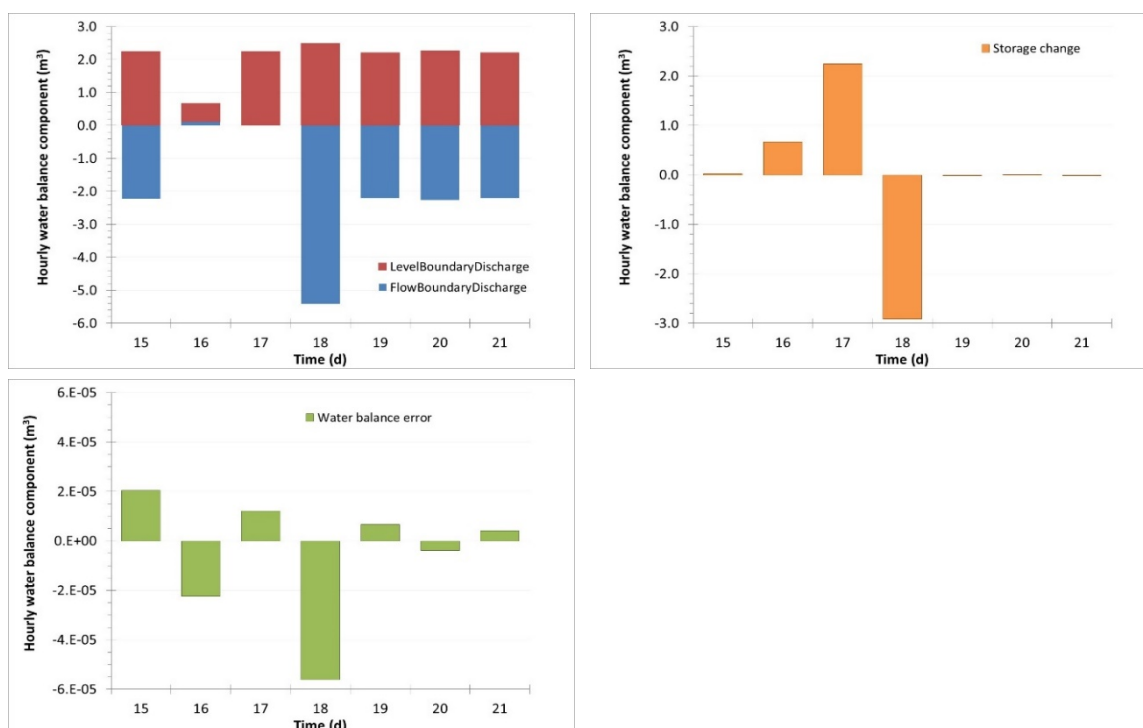 Hourly water balance component (m³)
3.0
2.0
1.0
0.0
-1.0
-2.0
-3.0
-4.0
-5.0
-6.0
LevelBoundaryDischarge
FlowBoundaryDischarge
15 16 17 18 19 20 21
Time (d)
Hourly water balance component (m³)
3.0
2.0
1.0
0.0
-1.0
-2.0
-3.0
Storage change
15 16 17 18 19 20 21
Time (d)
Hourly water balance component (m³)
6.E-05
4.E-05
2.E-05
0.E+00
-2.E-05
-4.E-05
-6.E-05
Water balance error
15 16 17 18 19 20 21
Time (d)